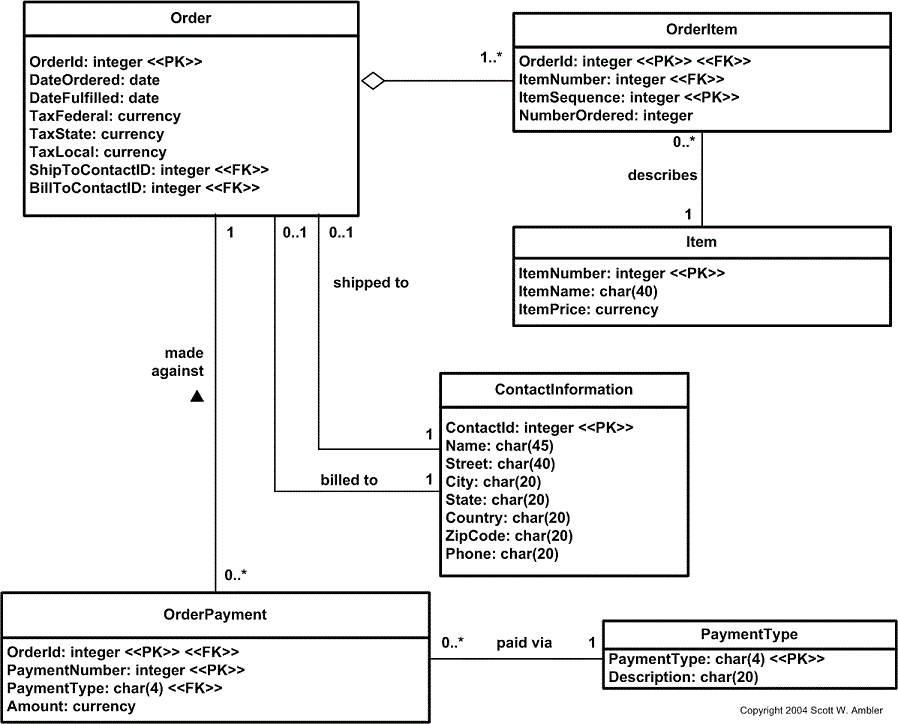 Order
OrderId: integer <<PK>>
DateOrdered: date
DateFulfilled: date
TaxFederal: currency
TaxState: currency
TaxLocal: currency
ShipToContactID: integer <<FK>>
BillToContactID: integer <<FK>>
1..*
OrderItem
OrderId: integer <<PK>> <<FK>>
ItemNumber: integer <<FK>>
ItemSequence: integer <<PK>>
NumberOrdered: integer
0..*
describes
1
Item
ItemNumber: integer <<PK>>
ItemName: char(40)
ItemPrice: currency
1
0..1
0..1
shipped to
made
against
1
billed to
1
ContactInformation
ContactId: integer <<PK>>
Name: char(45)
Street: char(40)
City: char(20)
State: char(20)
Country: char(20)
ZipCode: char(20)
Phone: char(20)
0..*
OrderPayment
OrderId: integer <<PK>> <<FK>>
PaymentNumber: integer <<PK>>
PaymentType: char(4) <<FK>>
Amount: currency
0..*
paid via
1
PaymentType
PaymentType: char(4) <<PK>>
Description: char(20)
Copyright 2004 Scott W. Ambler